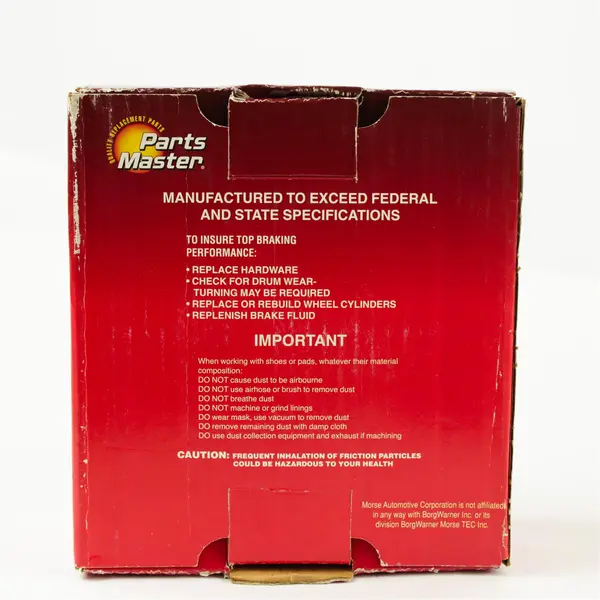 QUALITY REPLACEMENT PARTS
Parts
Master®
MANUFACTURED TO EXCEED FEDERAL
AND STATE SPECIFICATIONS
TO INSURE TOP BRAKING
PERFORMANCE:
• REPLACE HARDWARE
• CHECK FOR DRUM WEAR-
TURNING MAY BE REQUIRED
• REPLACE OR REBUILD WHEEL CYLINDERS
• REPLENISH BRAKE FLUID
IMPORTANT
When working with shoes or pads, whatever their material
composition:
DO NOT cause dust to be airbourne
DO NOT use airhose or brush to remove dust
DO NOT breathe dust
DO NOT machine or grind linings
DO wear mask, use vacuum to remove dust
DO remove remaining dust with damp cloth
DO use dust collection equipment and exhaust if machining
CAUTION: FREQUENT INHALATION OF FRICTION PARTICLES
COULD BE HAZARDOUS TO YOUR HEALTH
Morse Automotive Corporation is not affiliated
in any way with BorgWarner Inc. or its
division BorgWarner Morse TEC Inc.